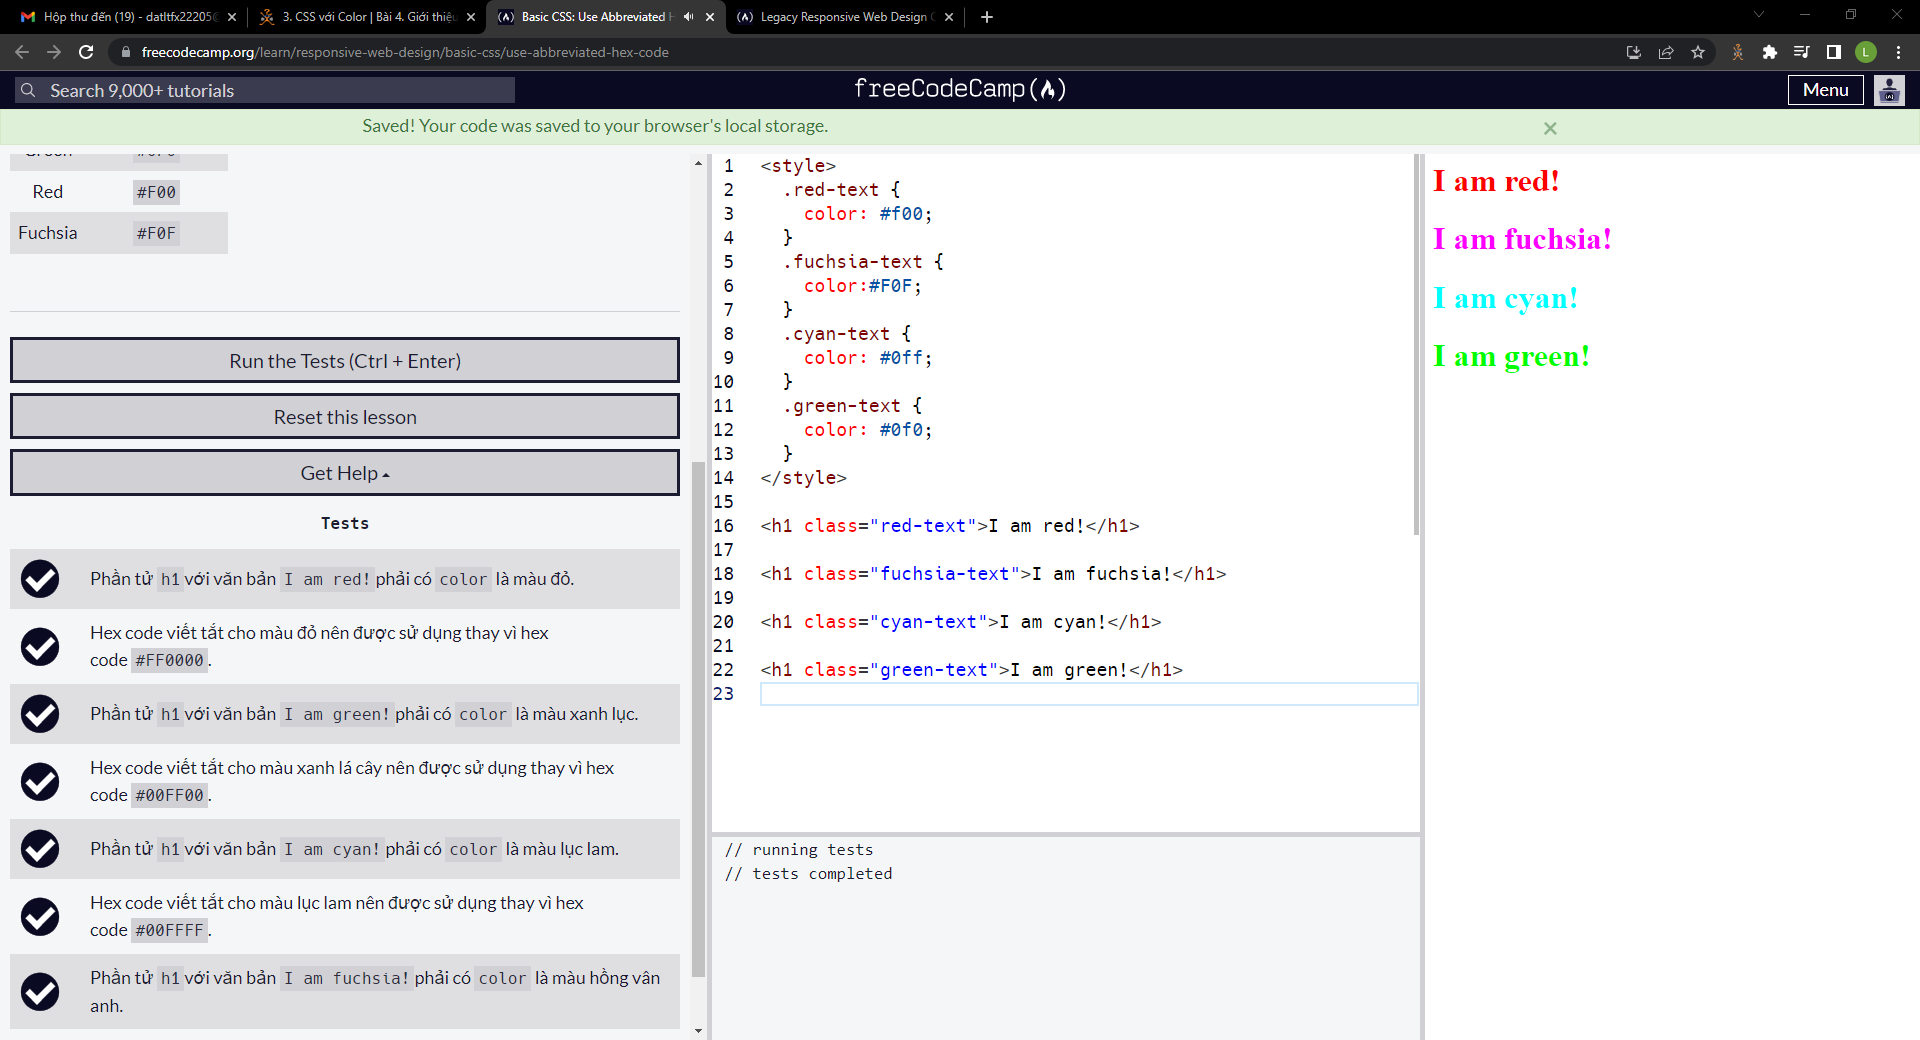 Hộp thư đến (19) - datltfx22205@
3. CSS với Color | Bài 4. Giới thiệu
Basic CSS: Use Abbreviated H
Legacy Responsive Web Design C
freecodecamp.org/learn/responsive-web-design/basic-css/use-abbreviated-hex-code
L
Search 9,000+ tutorials
freeCodeCamp
Menu
Saved! Your code was saved to your browser's local storage.
Green #0F0
Red #F00
Fuchsia #F0F
Run the Tests (Ctrl + Enter)
Reset this lesson
Get Help
Tests
Phần tử h1 với văn bản I am red! phải có color là màu đỏ.
Hex code viết tắt cho màu đỏ nên được sử dụng thay vì hex
code #FF0000.
Phần tử h1 với văn bản I am green! phải có color là màu xanh lục.
Hex code viết tắt cho màu xanh lá cây nên được sử dụng thay vì hex
code #00FF00.
Phần tử h1 với văn bản I am cyan! phải có color là màu lục lam.
Hex code viết tắt cho màu lục lam nên được sử dụng thay vì hex
code #00FFFF.
Phần tử h1 với văn bản I am fuchsia! phải có color là màu hồng vân
anh.
1 <style>
2 .red-text {
3 color: #f00;
4 }
5 .fuchsia-text {
6 color:#F0F;
7 }
8 .cyan-text {
9 color: #0ff;
10 }
11 .green-text {
12 color: #0f0;
13 }
14 </style>
15
16 <h1 class="red-text">I am red!</h1>
17
18 <h1 class="fuchsia-text">I am fuchsia!</h1>
19
20 <h1 class="cyan-text">I am cyan!</h1>
21
22 <h1 class="green-text">I am green!</h1>
23
// running tests
// tests completed
I am red!
I am fuchsia!
I am cyan!
I am green!